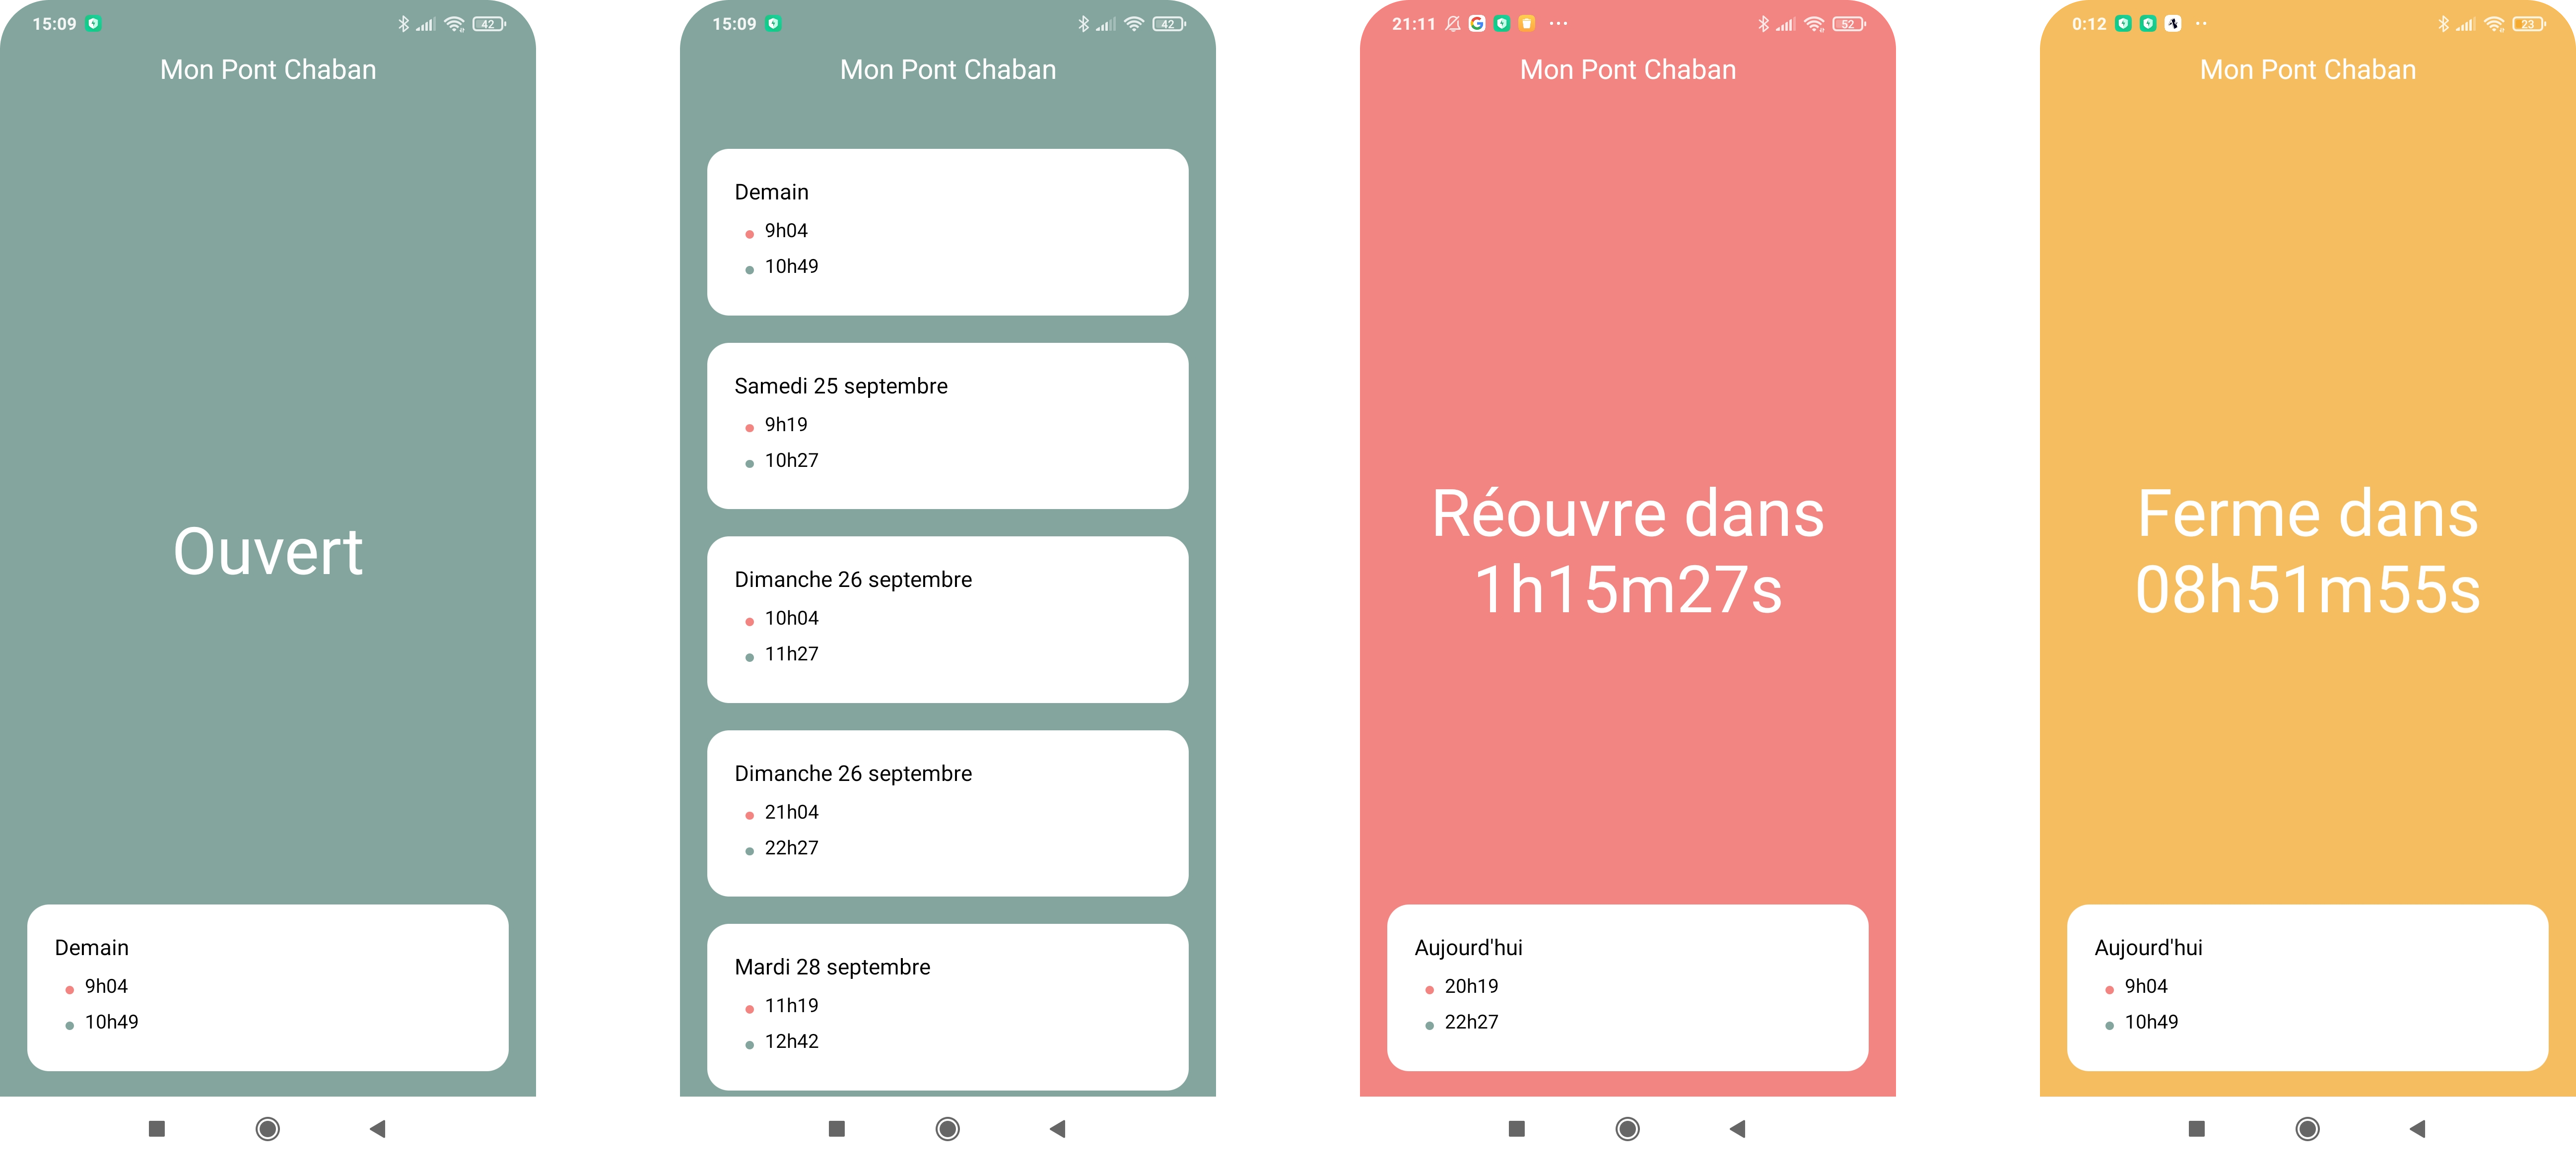 15:09
42
Mon Pont Chaban
Ouvert
Demain
9h04
10h49
15:09
42
Mon Pont Chaban
Demain
9h04
10h49
Samedi 25 septembre
9h19
10h27
Dimanche 26 septembre
10h04
11h27
Dimanche 26 septembre
21h04
22h27
Mardi 28 septembre
11h19
12h42
21:11
G
52
Mon Pont Chaban
Réouvre dans
1h15m27s
Aujourd'hui
20h19
22h27
0:12
23
Mon Pont Chaban
Ferme dans
08h51m55s
Aujourd'hui
9h04
10h49